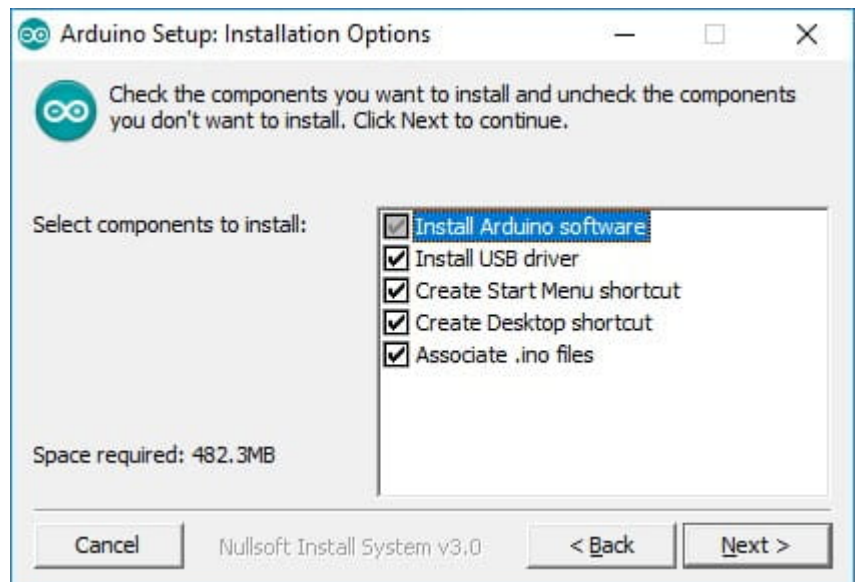 Arduino Setup: Installation Options
Check the components you want to install and uncheck the components
you don't want to install. Click Next to continue.
Select components to install:
Install Arduino software
Install USB driver
Create Start Menu shortcut
Create Desktop shortcut
Associate .ino files
Space required: 482.3MB
Cancel
Nullsoft Install System v3.0
< Back
Next >